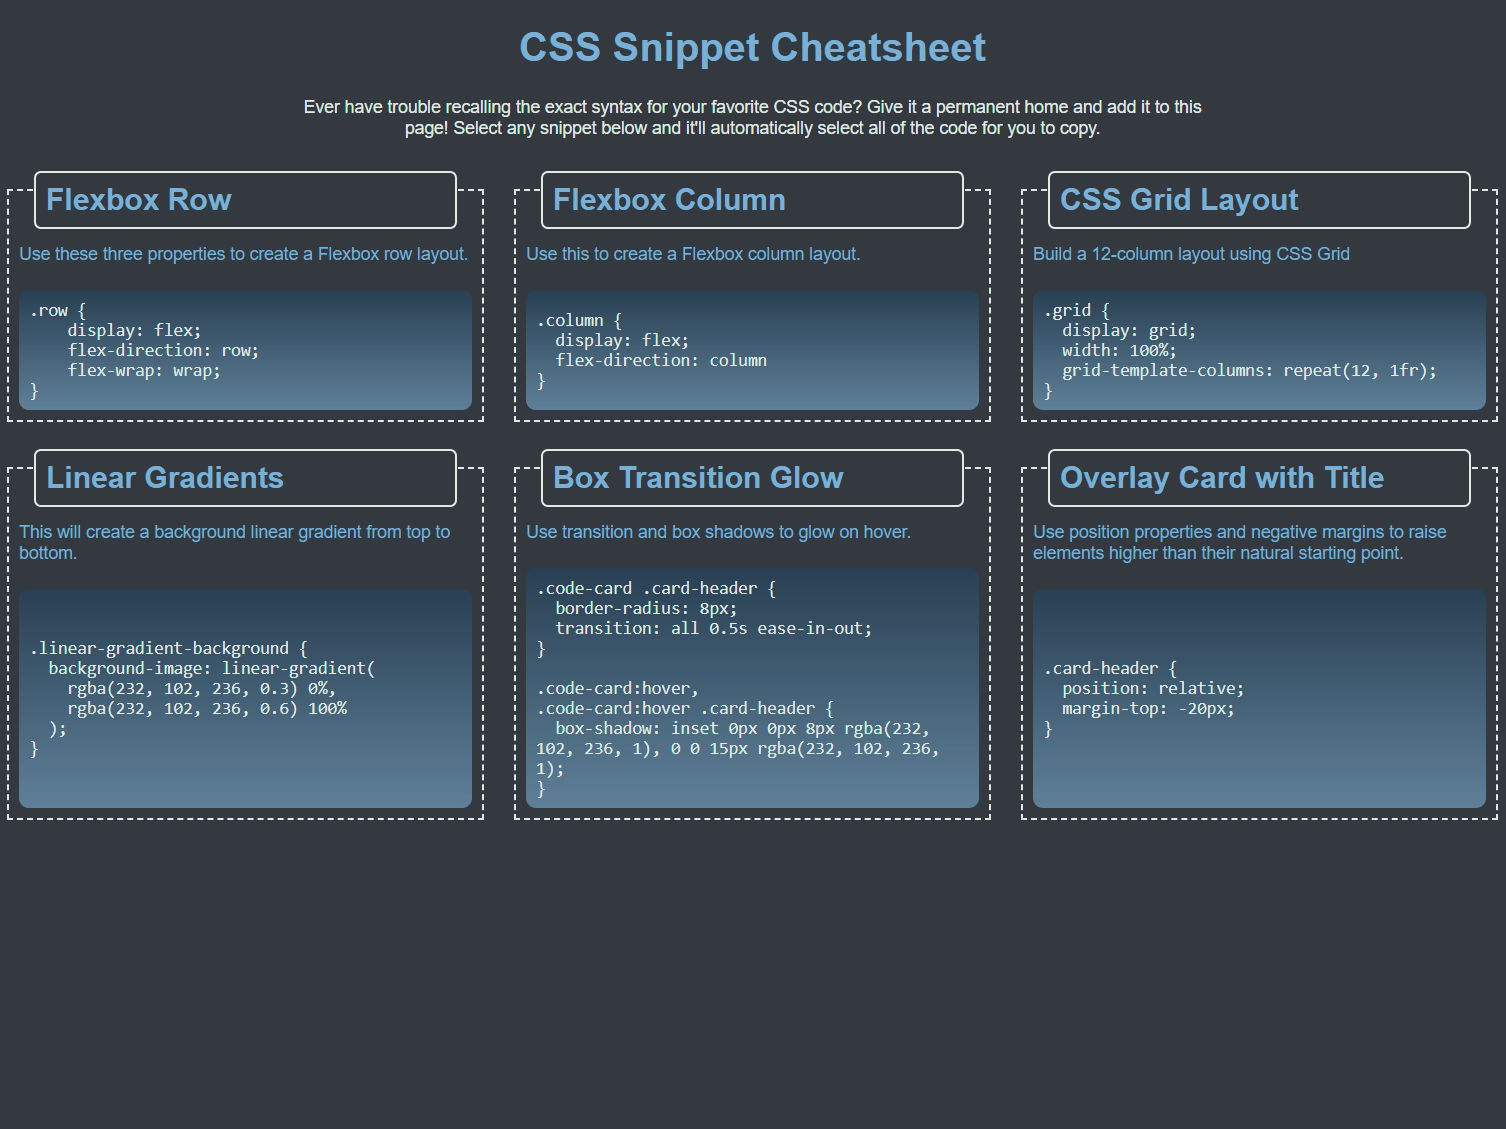 CSS Snippet Cheatsheet
Ever have trouble recalling the exact syntax for your favorite CSS code? Give it a permanent home and add it to this
page! Select any snippet below and it'll automatically select all of the code for you to copy.
Flexbox Row
Use these three properties to create a Flexbox row layout.
.row {
    display: flex;
    flex-direction: row;
    flex-wrap: wrap;
}
Flexbox Column
Use this to create a Flexbox column layout.
.column {
  display: flex;
  flex-direction: column
}
CSS Grid Layout
Build a 12-column layout using CSS Grid
.grid {
  display: grid;
  width: 100%;
  grid-template-columns: repeat(12, 1fr);
}
Linear Gradients
This will create a background linear gradient from top to
bottom.
.linear-gradient-background {
  background-image: linear-gradient(
    rgba(232, 102, 236, 0.3) 0%,
    rgba(232, 102, 236, 0.6) 100%
  );
}
Box Transition Glow
Use transition and box shadows to glow on hover.
.code-card .card-header {
  border-radius: 8px;
  transition: all 0.5s ease-in-out;
}
.code-card:hover,
.code-card:hover .card-header {
  box-shadow: inset 0px 0px 8px rgba(232,
102, 236, 1), 0 0 15px rgba(232, 102, 236,
1);
}
Overlay Card with Title
Use position properties and negative margins to raise
elements higher than their natural starting point.
.card-header {
  position: relative;
  margin-top: -20px;
}